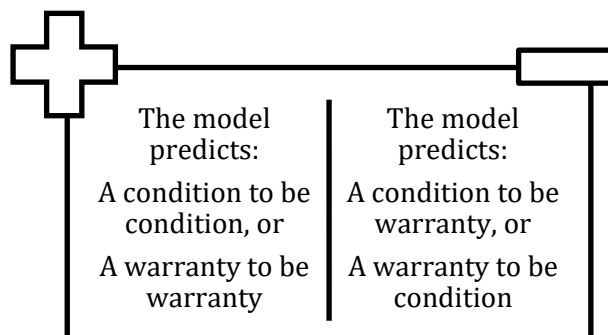 The model
predicts:
A condition to be
condition, or
A warranty to be
warranty
The model
predicts:
A condition to be
warranty, or
A warranty to be
condition